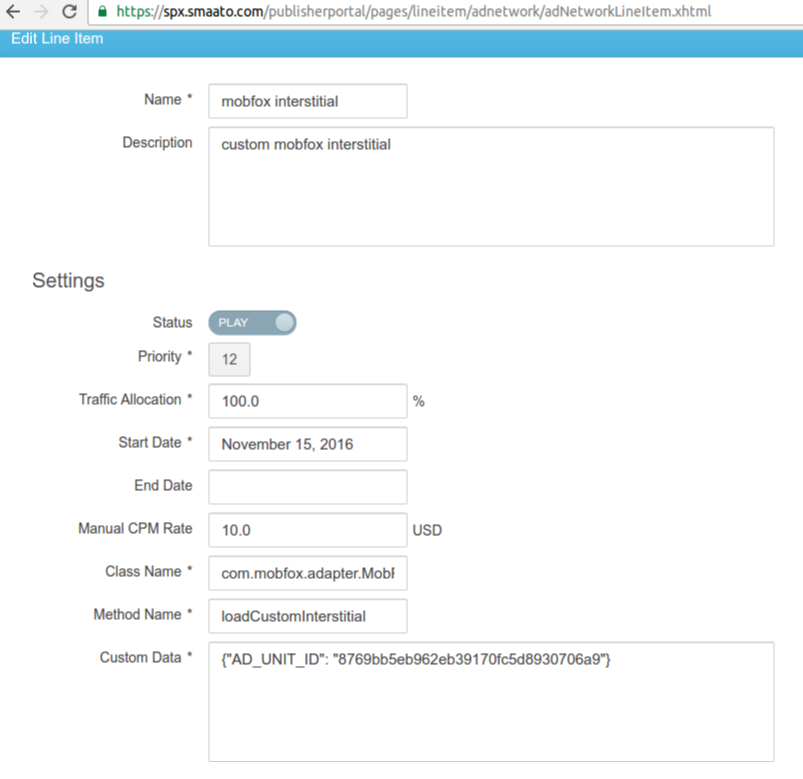 https://spx.smaato.com/publisherportal/pages/lineitem/adnetwork/adNetworkLineItem.xhtml
Edit Line Item
Name * mobfox interstitial
Description custom mobfox interstitial
Settings
Status PLAY
Priority * 12
Traffic Allocation * 100.0 %
Start Date * November 15, 2016
End Date
Manual CPM Rate 10.0 USD
Class Name * com.mobfox.adapter.MobF
Method Name * loadCustomInterstitial
Custom Data * {"AD_UNIT_ID": "8769bb5eb962eb39170fc5d8930706a9"}